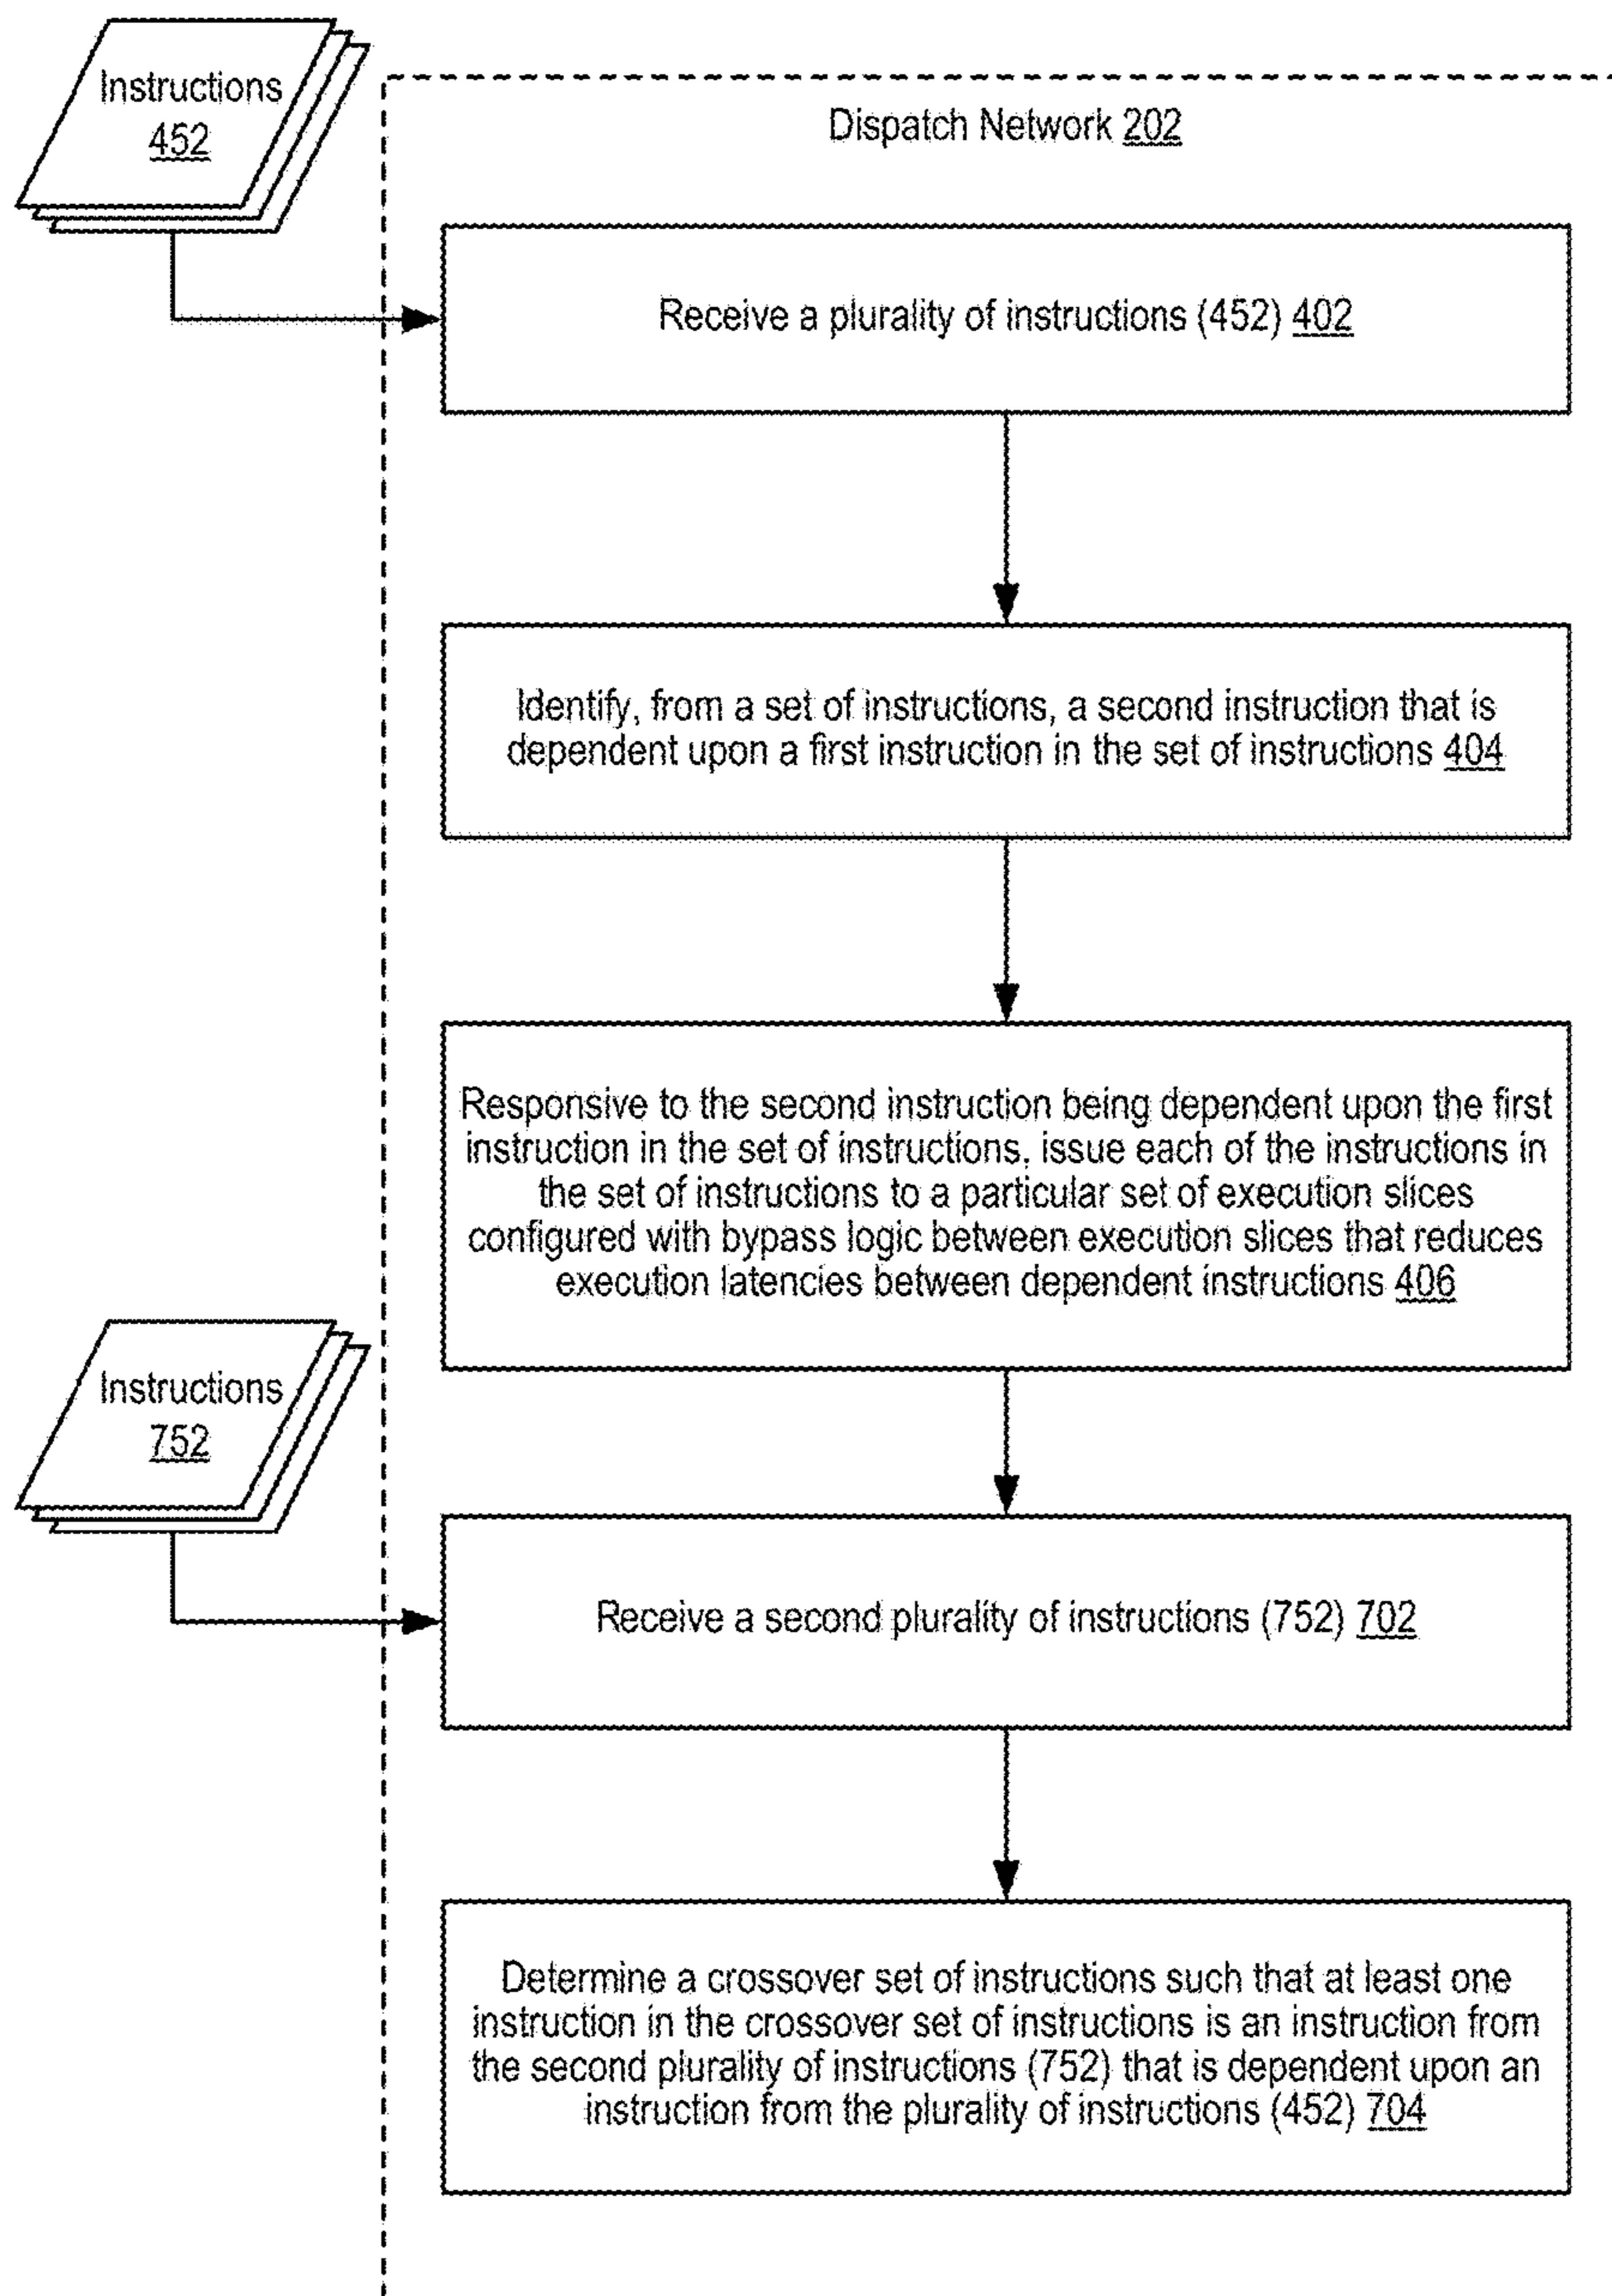 Instructions
452
Dispatch Network 202
Receive a plurality of instructions (452) 402
Identify, from a set of instructions, a second instruction that is
dependent upon a first instruction in the set of instructions 404
Responsive to the second instruction being dependent upon the first
instruction in the set of instructions, issue each of the instructions in
the set of instructions to a particular set of execution slices
configured with bypass logic between execution slices that reduces
execution latencies between dependent instructions 406
Instructions
752
Receive a second plurality of instructions (752) 702
Determine a crossover set of instructions such that at least one
instruction in the crossover set of instructions is an instruction from
the second plurality of instructions (752) that is dependent upon an
instruction from the plurality of instructions (452) 704